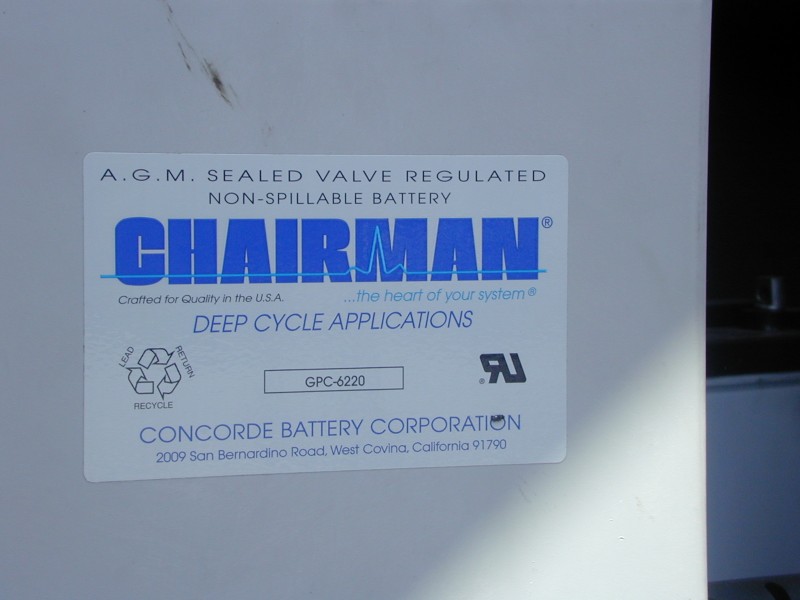 A.G.M. SEALED VALVE REGULATED
NON-SPILLABLE BATTERY
CHAIRMAN®
Crafted for Quality in the U.S.A.
...the heart of your system®
DEEP CYCLE APPLICATIONS
LEAD
RETURN
RECYCLE
GPC-6220
®
RU
CONCORDE BATTERY CORPORATION
2009 San Bernardino Road, West Covina, California 91790